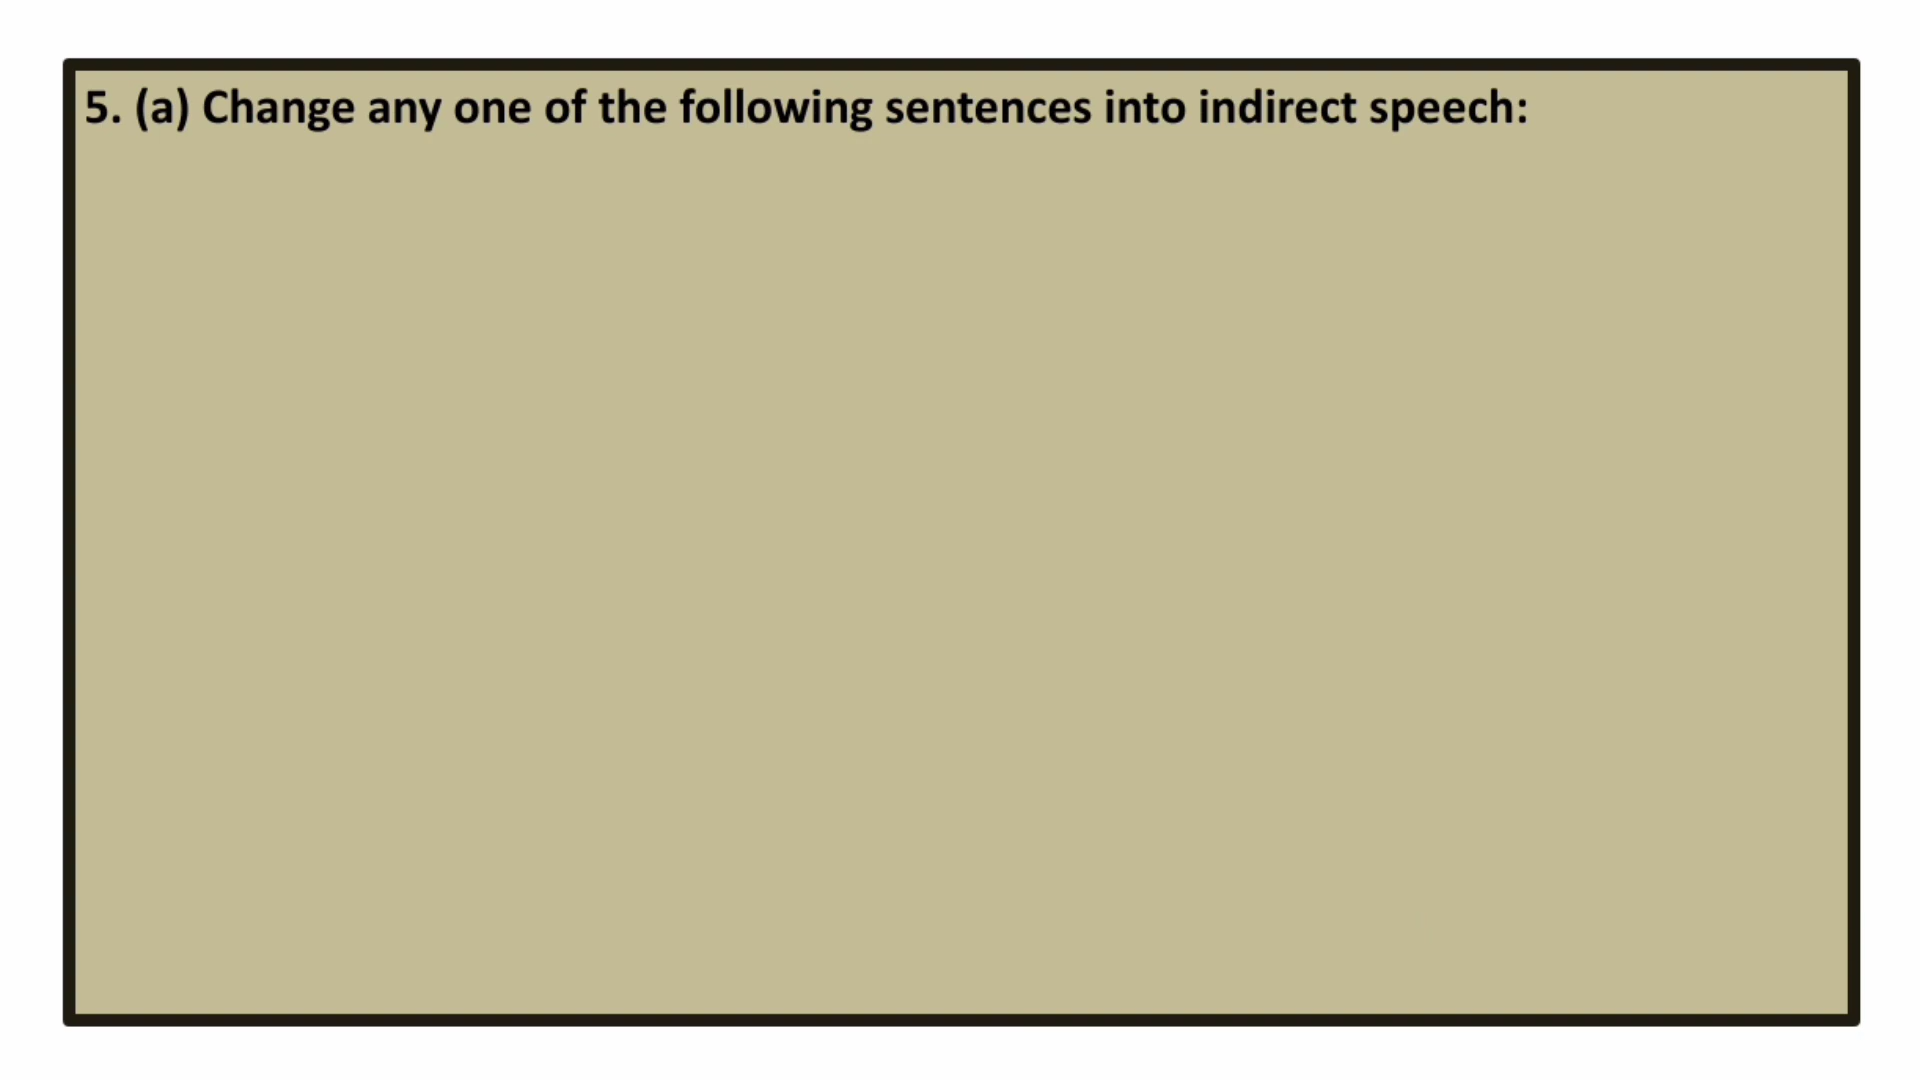 5. (a) Change any one of the following sentences into indirect speech: